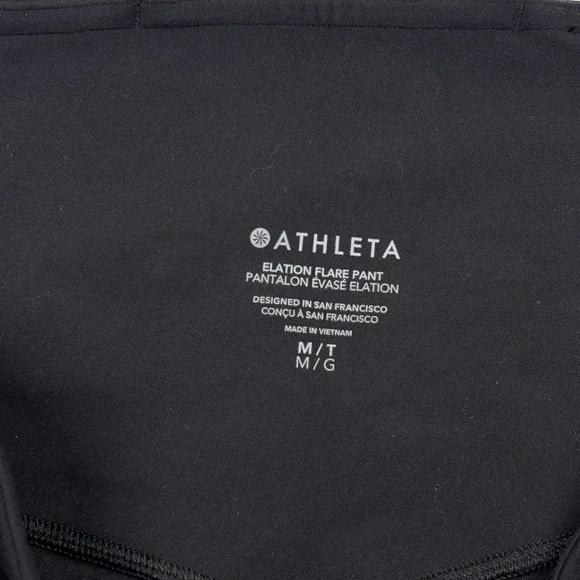 ATHLETA
ELATION FLARE PANT
PANTALON ÉVASÉ ELATION
DESIGNED IN SAN FRANCISCO
CONÇU À SAN FRANCISCO
MADE IN VIETNAM
M/T
M/G